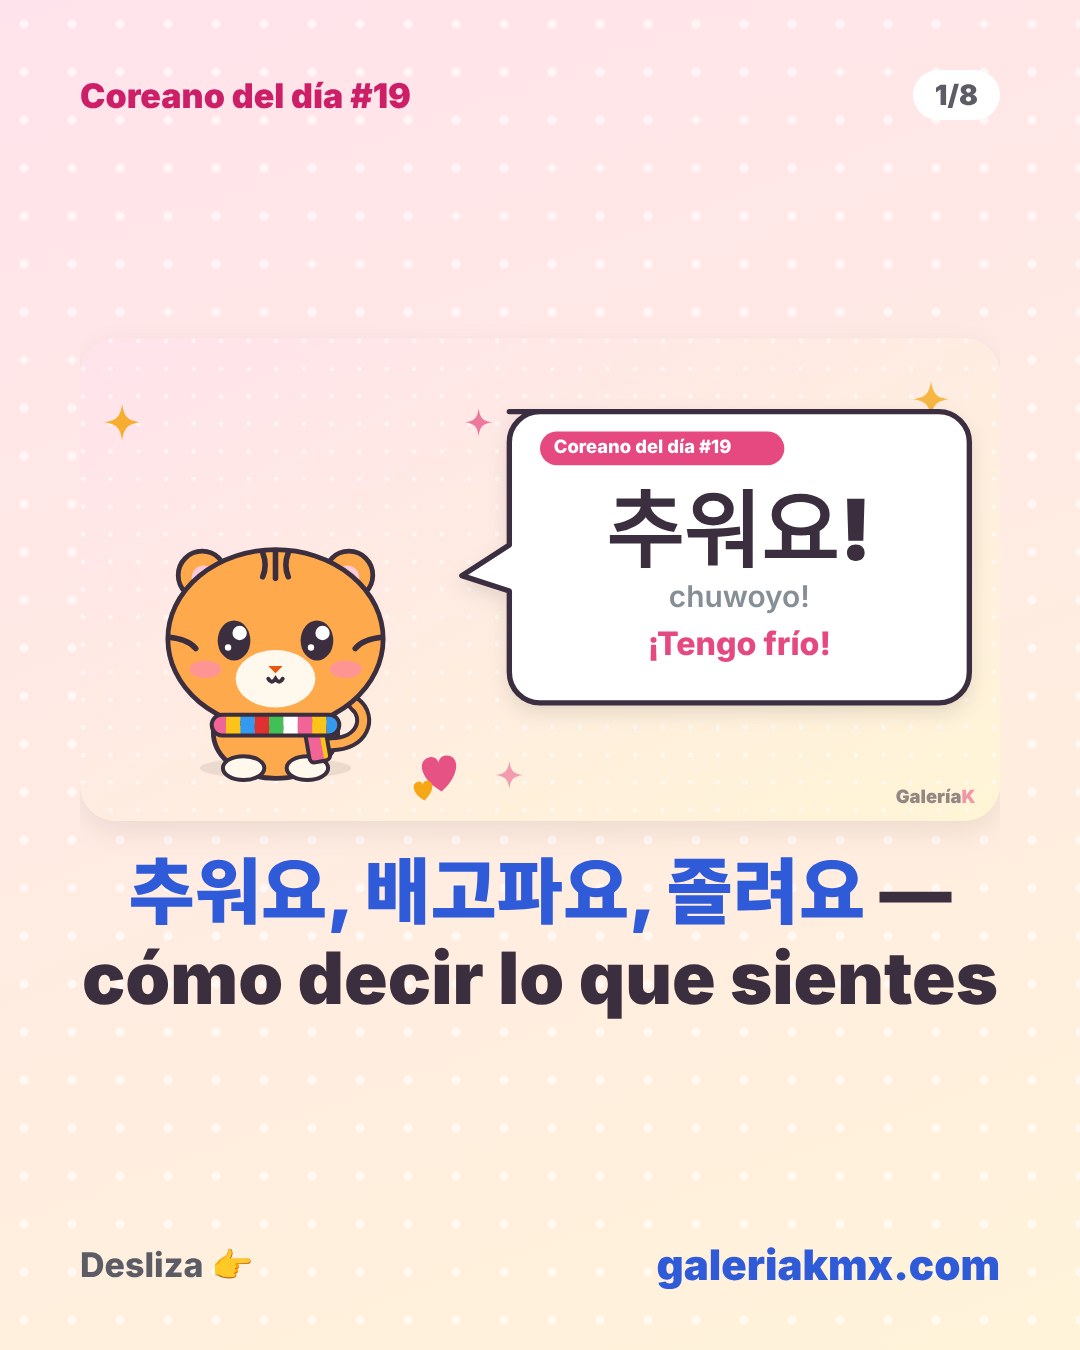 Coreano del día #19
1/8
Coreano del día #19
추워요!
chuwoyo!
¡Tengo frío!
GaleríaK
추워요, 배고파요, 졸려요 —
cómo decir lo que sientes
Desliza 👉
galeriakmx.com